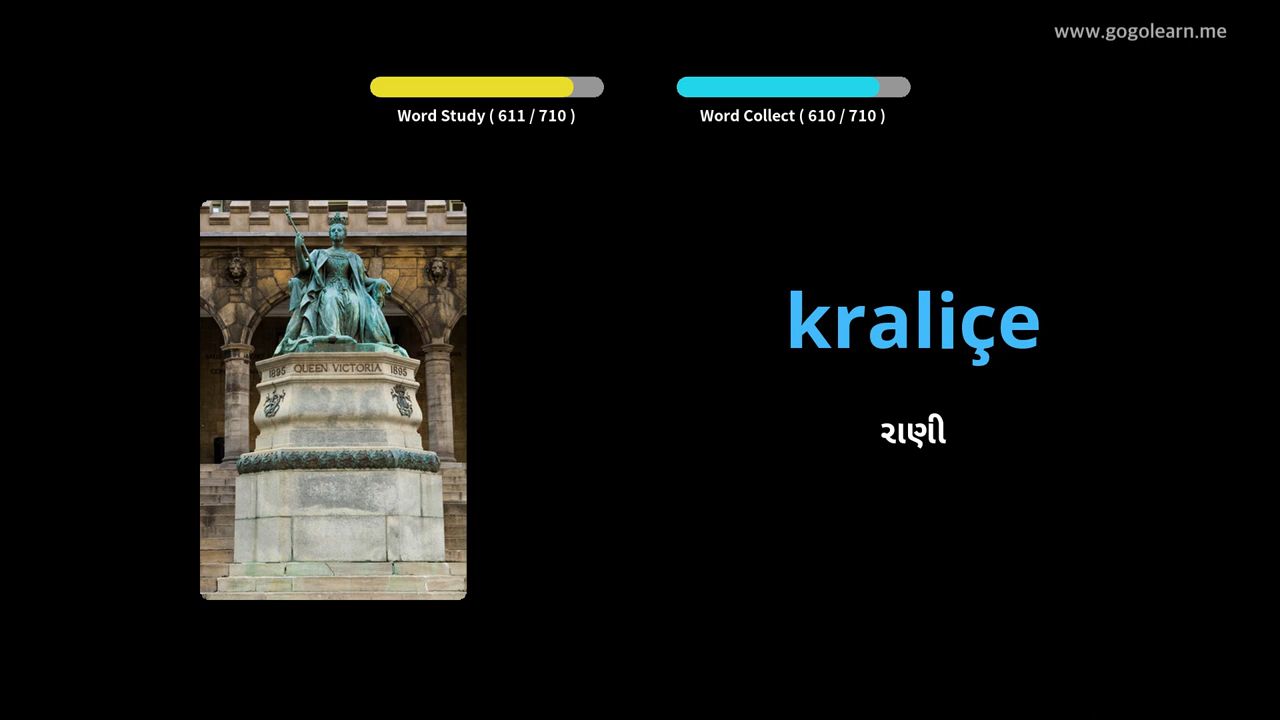 www.gogolearn.me
Word Study ( 611 / 710 )
Word Collect ( 610 / 710 )
1895 QUEEN VICTORIA 1895
kraliçe
રાણી